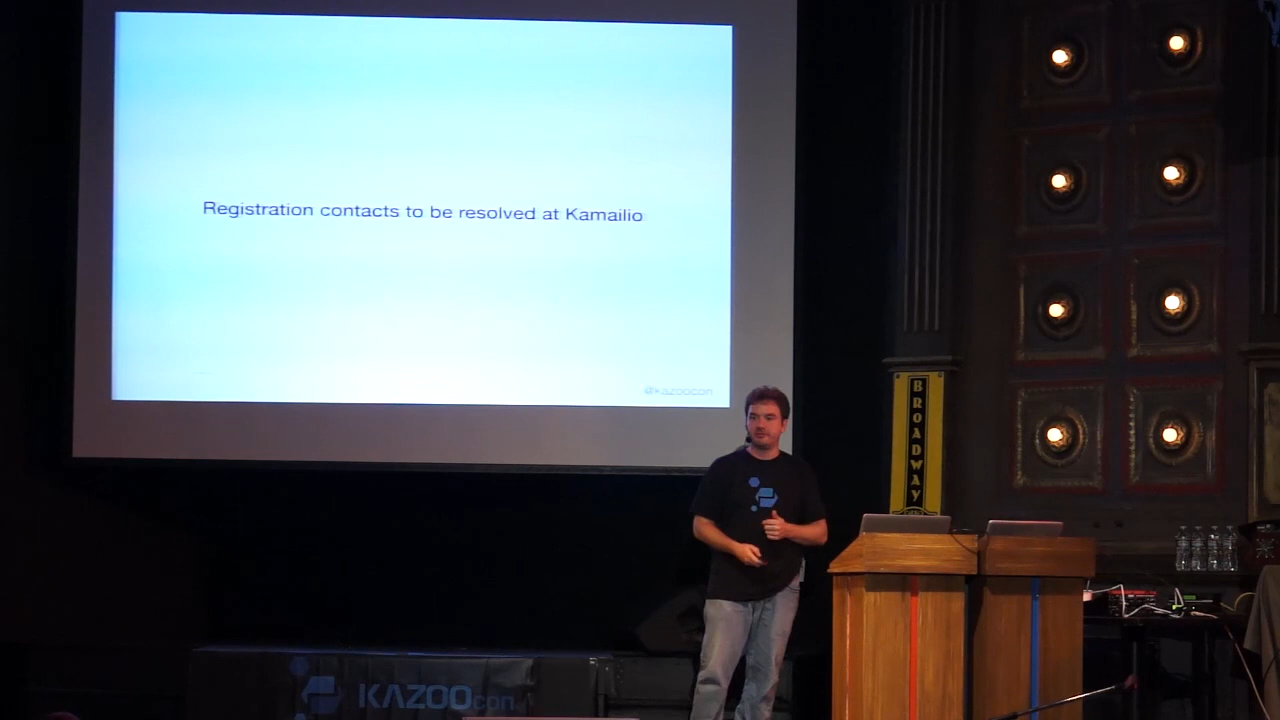 Registration contacts to be resolved at Kamailio
@kazoocon
BROADWAY
KAZOOcon